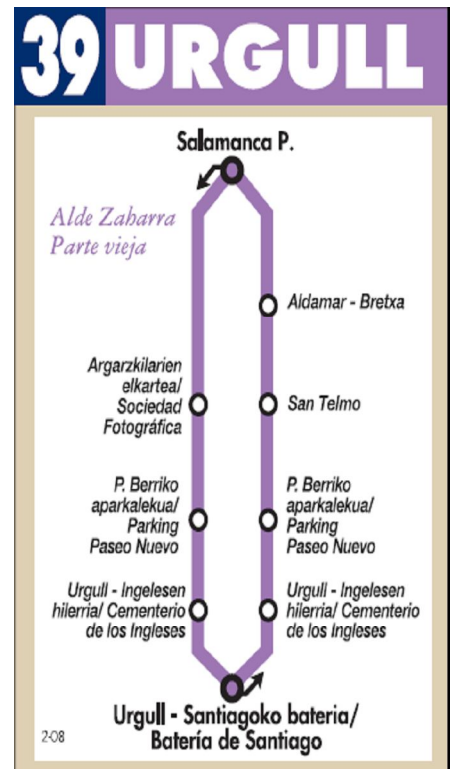 39 URGULL
Salamanca P.
Alde Zaharra
Parte vieja
Aldamar - Bretxa
Argarzkilarien
elkartea/
Sociedad
Fotográfica
San Telmo
P. Berriko
aparkalekua/
Parking
Paseo Nuevo
P. Berriko
aparkalekua/
Parking
Paseo Nuevo
Urgull - Ingelesen
hilerria/ Cementerio
de los Ingleses
Urgull - Ingelesen
hilerria/ Cementerio
de los Ingleses
Urgull - Santiagoko bateria/
Batería de Santiago
2-08